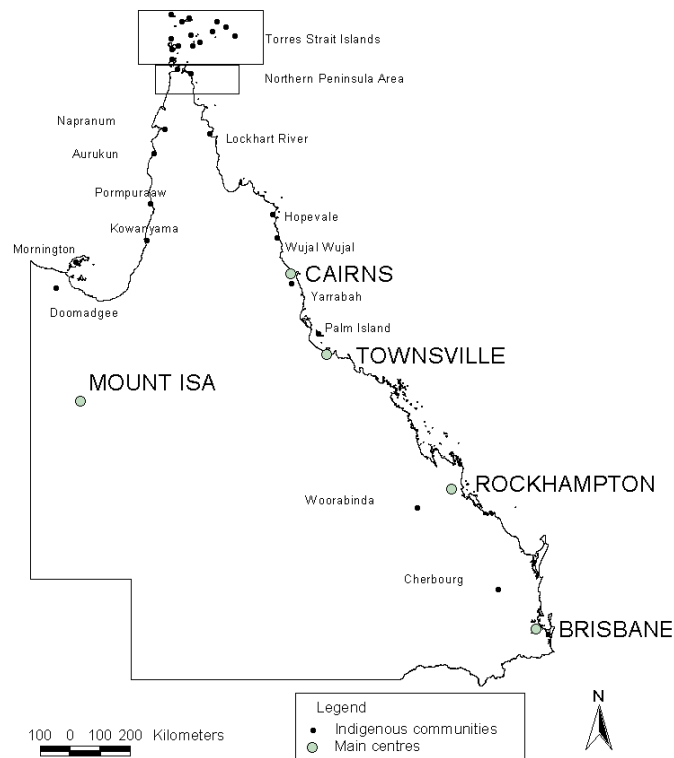 Torres Strait Islands
Northern Peninsula Area
Napranum
Lockhart River
Aurukun
Pormpuraaw
Hopevale
Kowanyama
Wujal Wujal
Mornington
CAIRNS
Yarrabah
Doomadgee
Palm Island
TOWNSVILLE
MOUNT ISA
ROCKHAMPTON
Woorabinda
Cherbourg
BRISBANE
N
Legend
Indigenous communities
Main centres
100 0 100 200 Kilometers